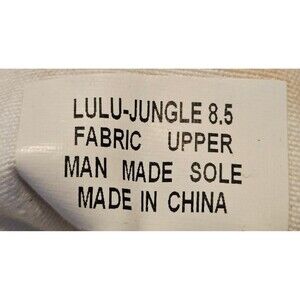 LULU-JUNGLE 8.5
FABRIC UPPER
MAN MADE SOLE
MADE IN CHINA